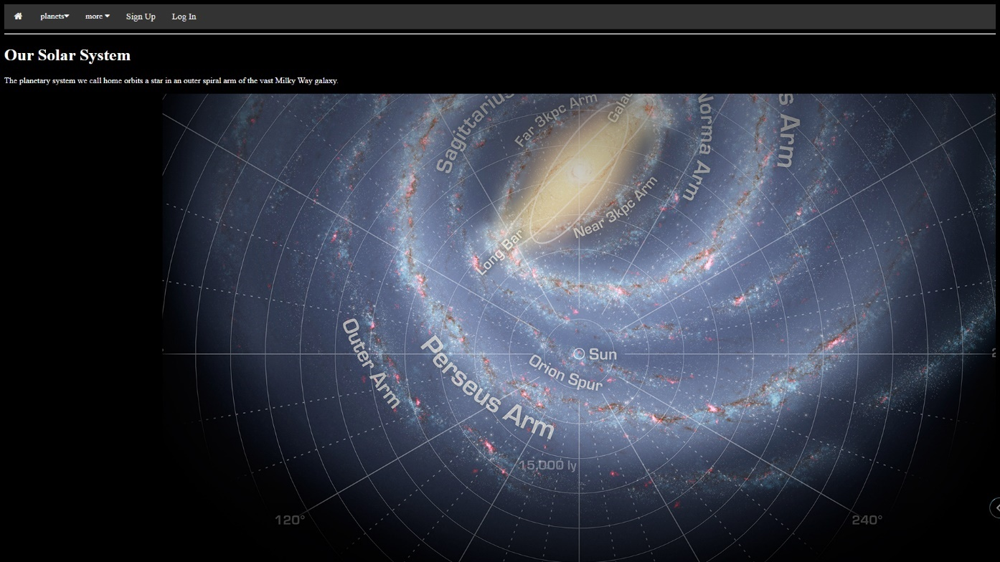 planets more Sign Up Log In
Our Solar System
The planetary system we call home orbits a star in an outer spiral arm of the vast Milky Way galaxy.
Sagittarius
Far 3kpc Arm
Norma Arm
s Arm
Near 3kpc Arm
Long Bar
Outer Arm
Perseus Arm
Sun
Orion Spur
15,000 ly
120°
240°